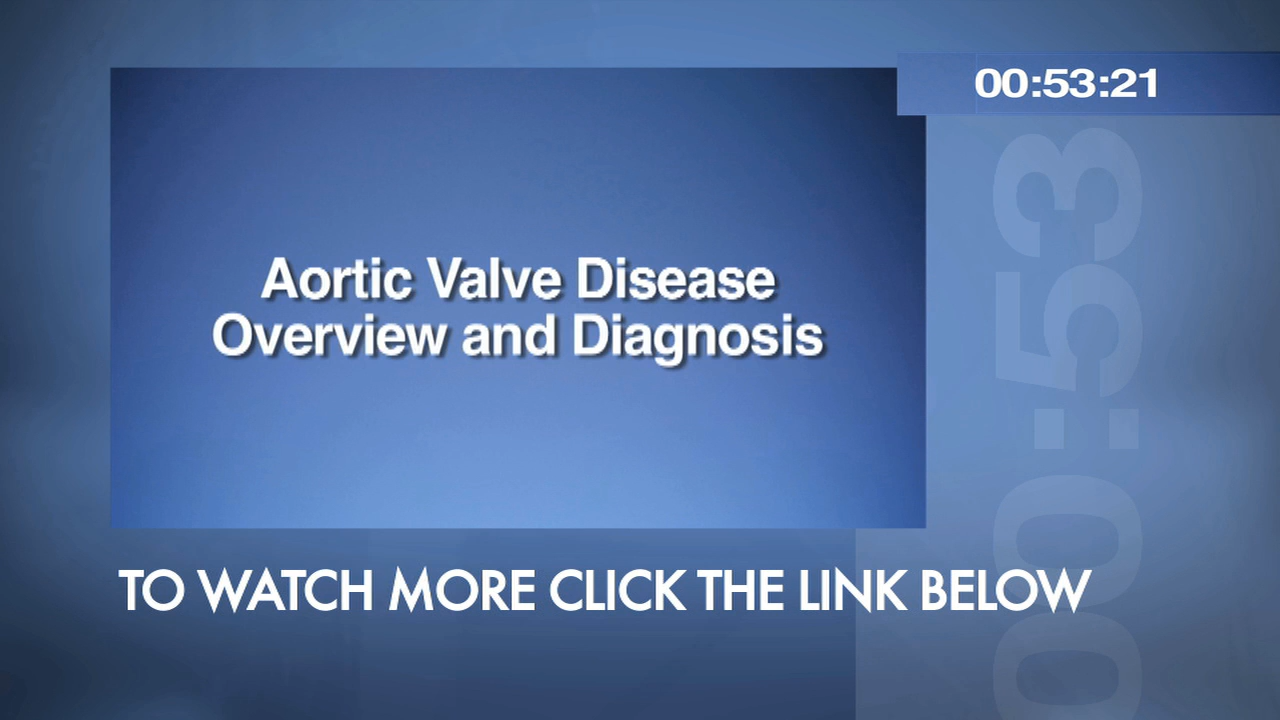 00:53:21
Aortic Valve Disease
Overview and Diagnosis
TO WATCH MORE CLICK THE LINK BELOW
00:53